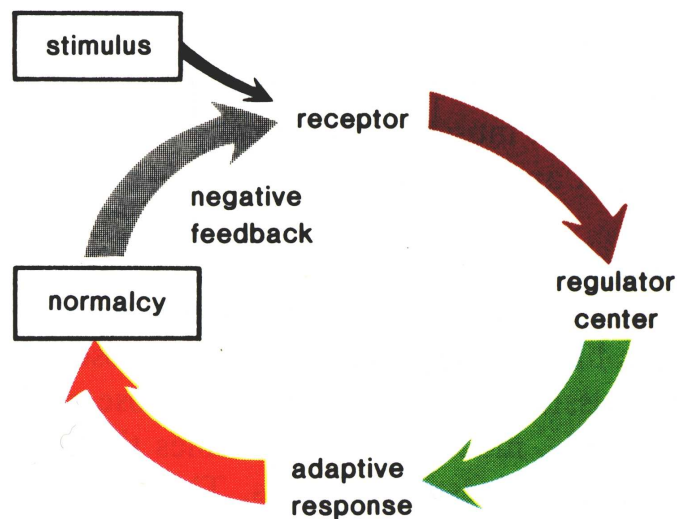 stimulus
receptor
negative
feedback
regulator
center
normalcy
adaptive
response